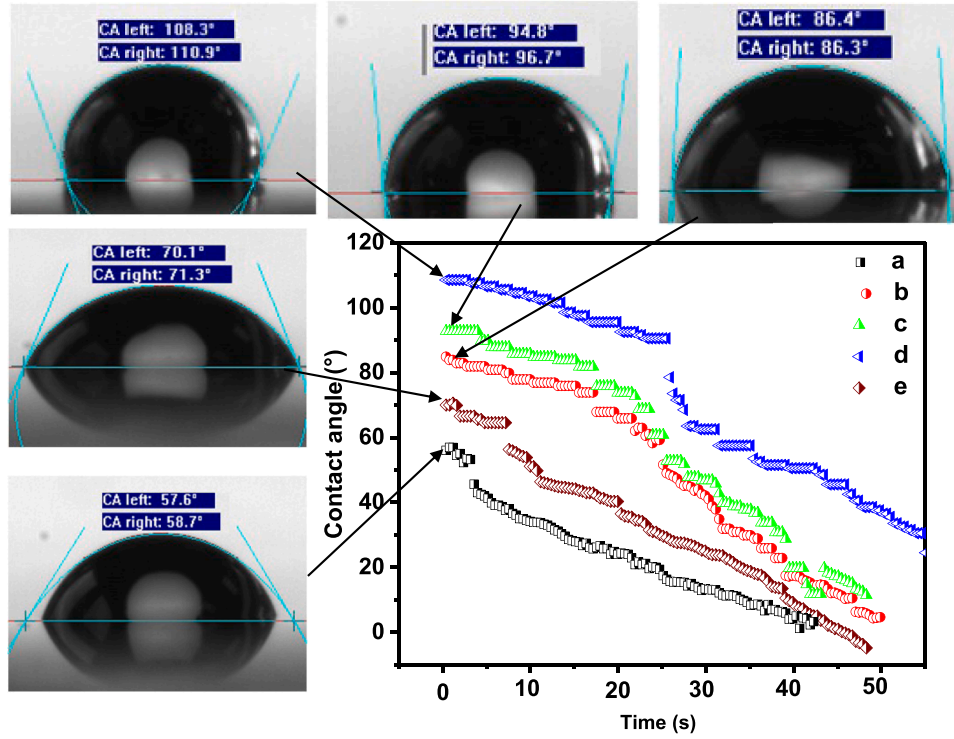 CA left: 108.3°
CA right: 110.9°
CA left: 94.8°
CA right: 96.7°
CA left: 86.4°
CA right: 86.3°
CA left: 70.1°
CA right: 71.3°
CA left: 57.6°
CA right: 58.7°
120
100
80
60
40
20
0
Contact angle (°)
a
b
c
d
e
0 10 20 30 40 50
Time (s)